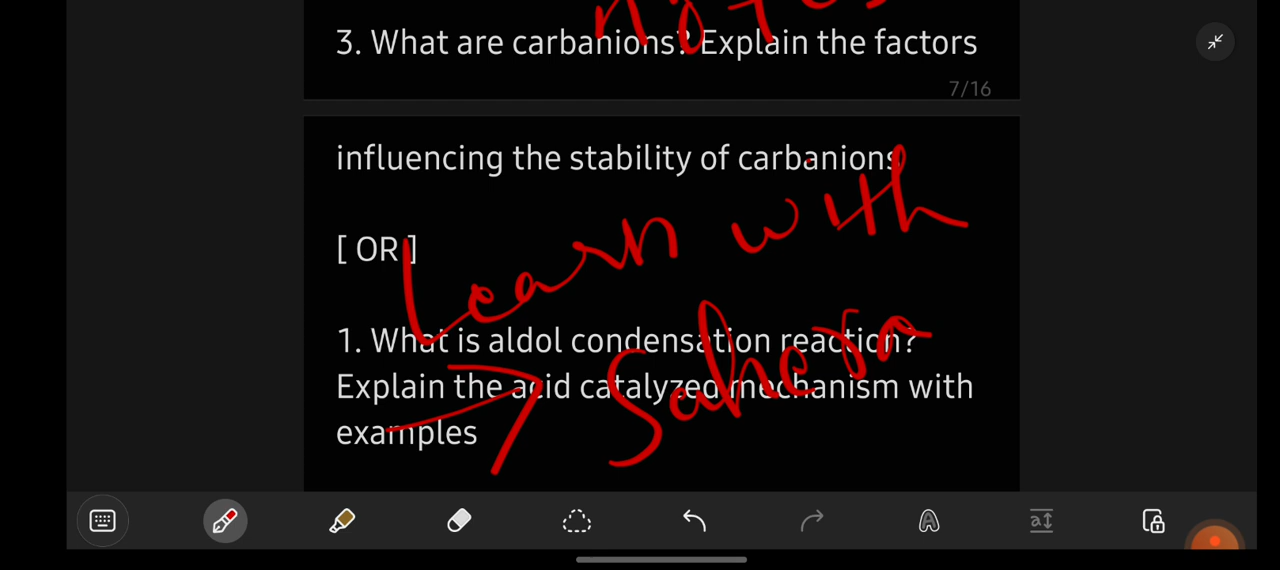 3. What are carbanions? Explain the factors
7/16
influencing the stability of carbanions
[ OR ]
Learn with
1. What is aldol condensation reaction?
Sahera
Explain the acid catalyzed mechanism with
examples